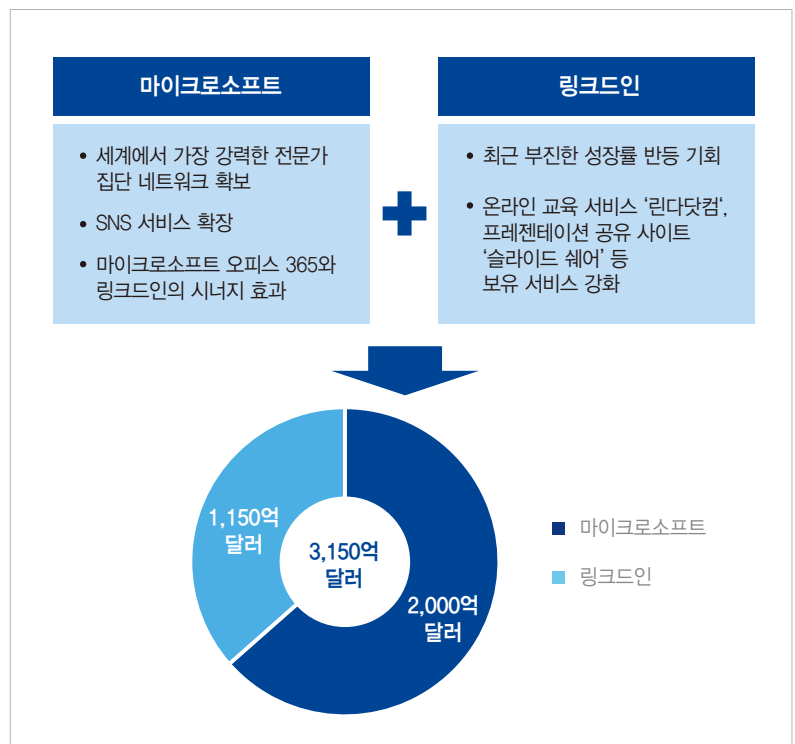 마이크로소프트
• 세계에서 가장 강력한 전문가
집단 네트워크 확보
• SNS 서비스 확장
• 마이크로소프트 오피스 365와
링크드인의 시너지 효과
링크드인
• 최근 부진한 성장률 반등 기회
• 온라인 교육 서비스 ‘린다닷컴‘,
프레젠테이션 공유 사이트
‘슬라이드 쉐어’ 등
보유 서비스 강화
1,150억
달러
3,150억
달러
2,000억
달러
마이크로소프트
링크드인